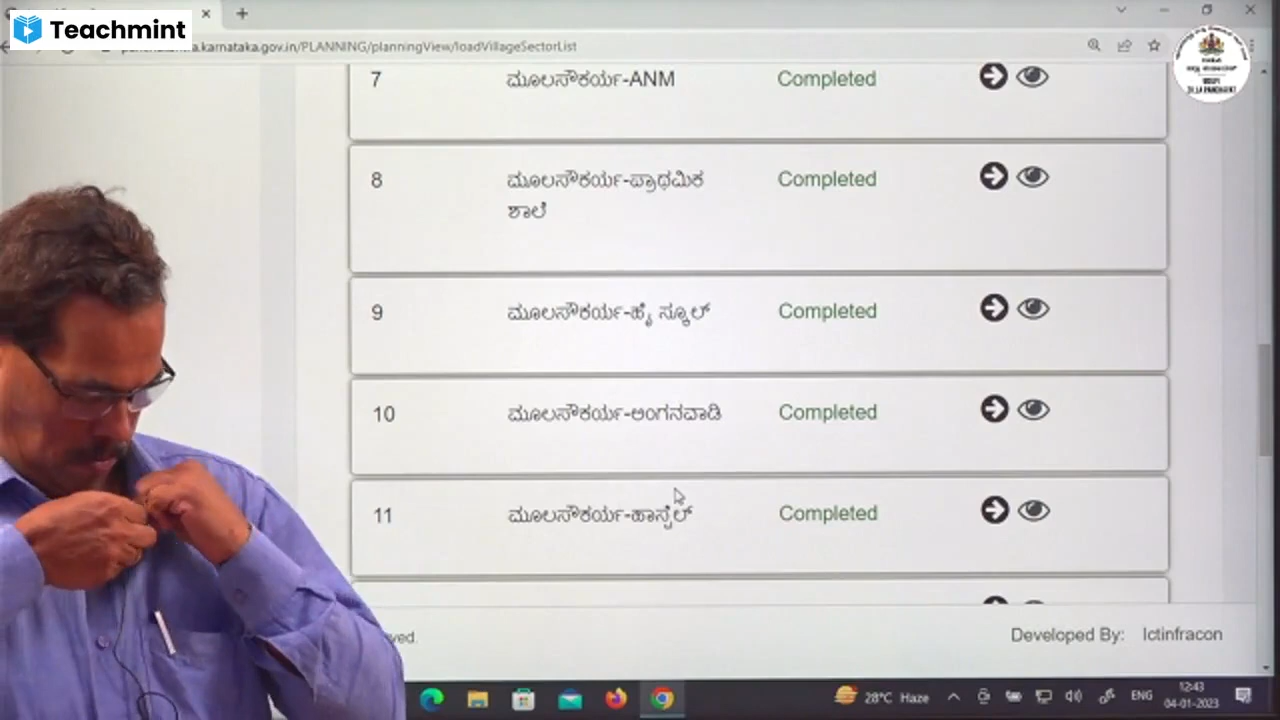 Teachmint
karnataka.gov.in/PLANNING/planningView/loadVillageSectorList
7 ಮೂಲಸೌಕರ್ಯ-ANM Completed
8 ಮೂಲಸೌಕರ್ಯ-ಪ್ರಾಥಮಿಕ Completed
ಶಾಲೆ
9 ಮೂಲಸೌಕರ್ಯ-ಹೈ ಸ್ಕೂಲ್ Completed
10 ಮೂಲಸೌಕರ್ಯ-ಅಂಗನವಾಡಿ Completed
11 ಮೂಲಸೌಕರ್ಯ-ಹಾಸ್ಟೆಲ್ Completed
ved.
Developed By: Ictinfracon
28°C Haze
ENG
12:43
04-01-2023